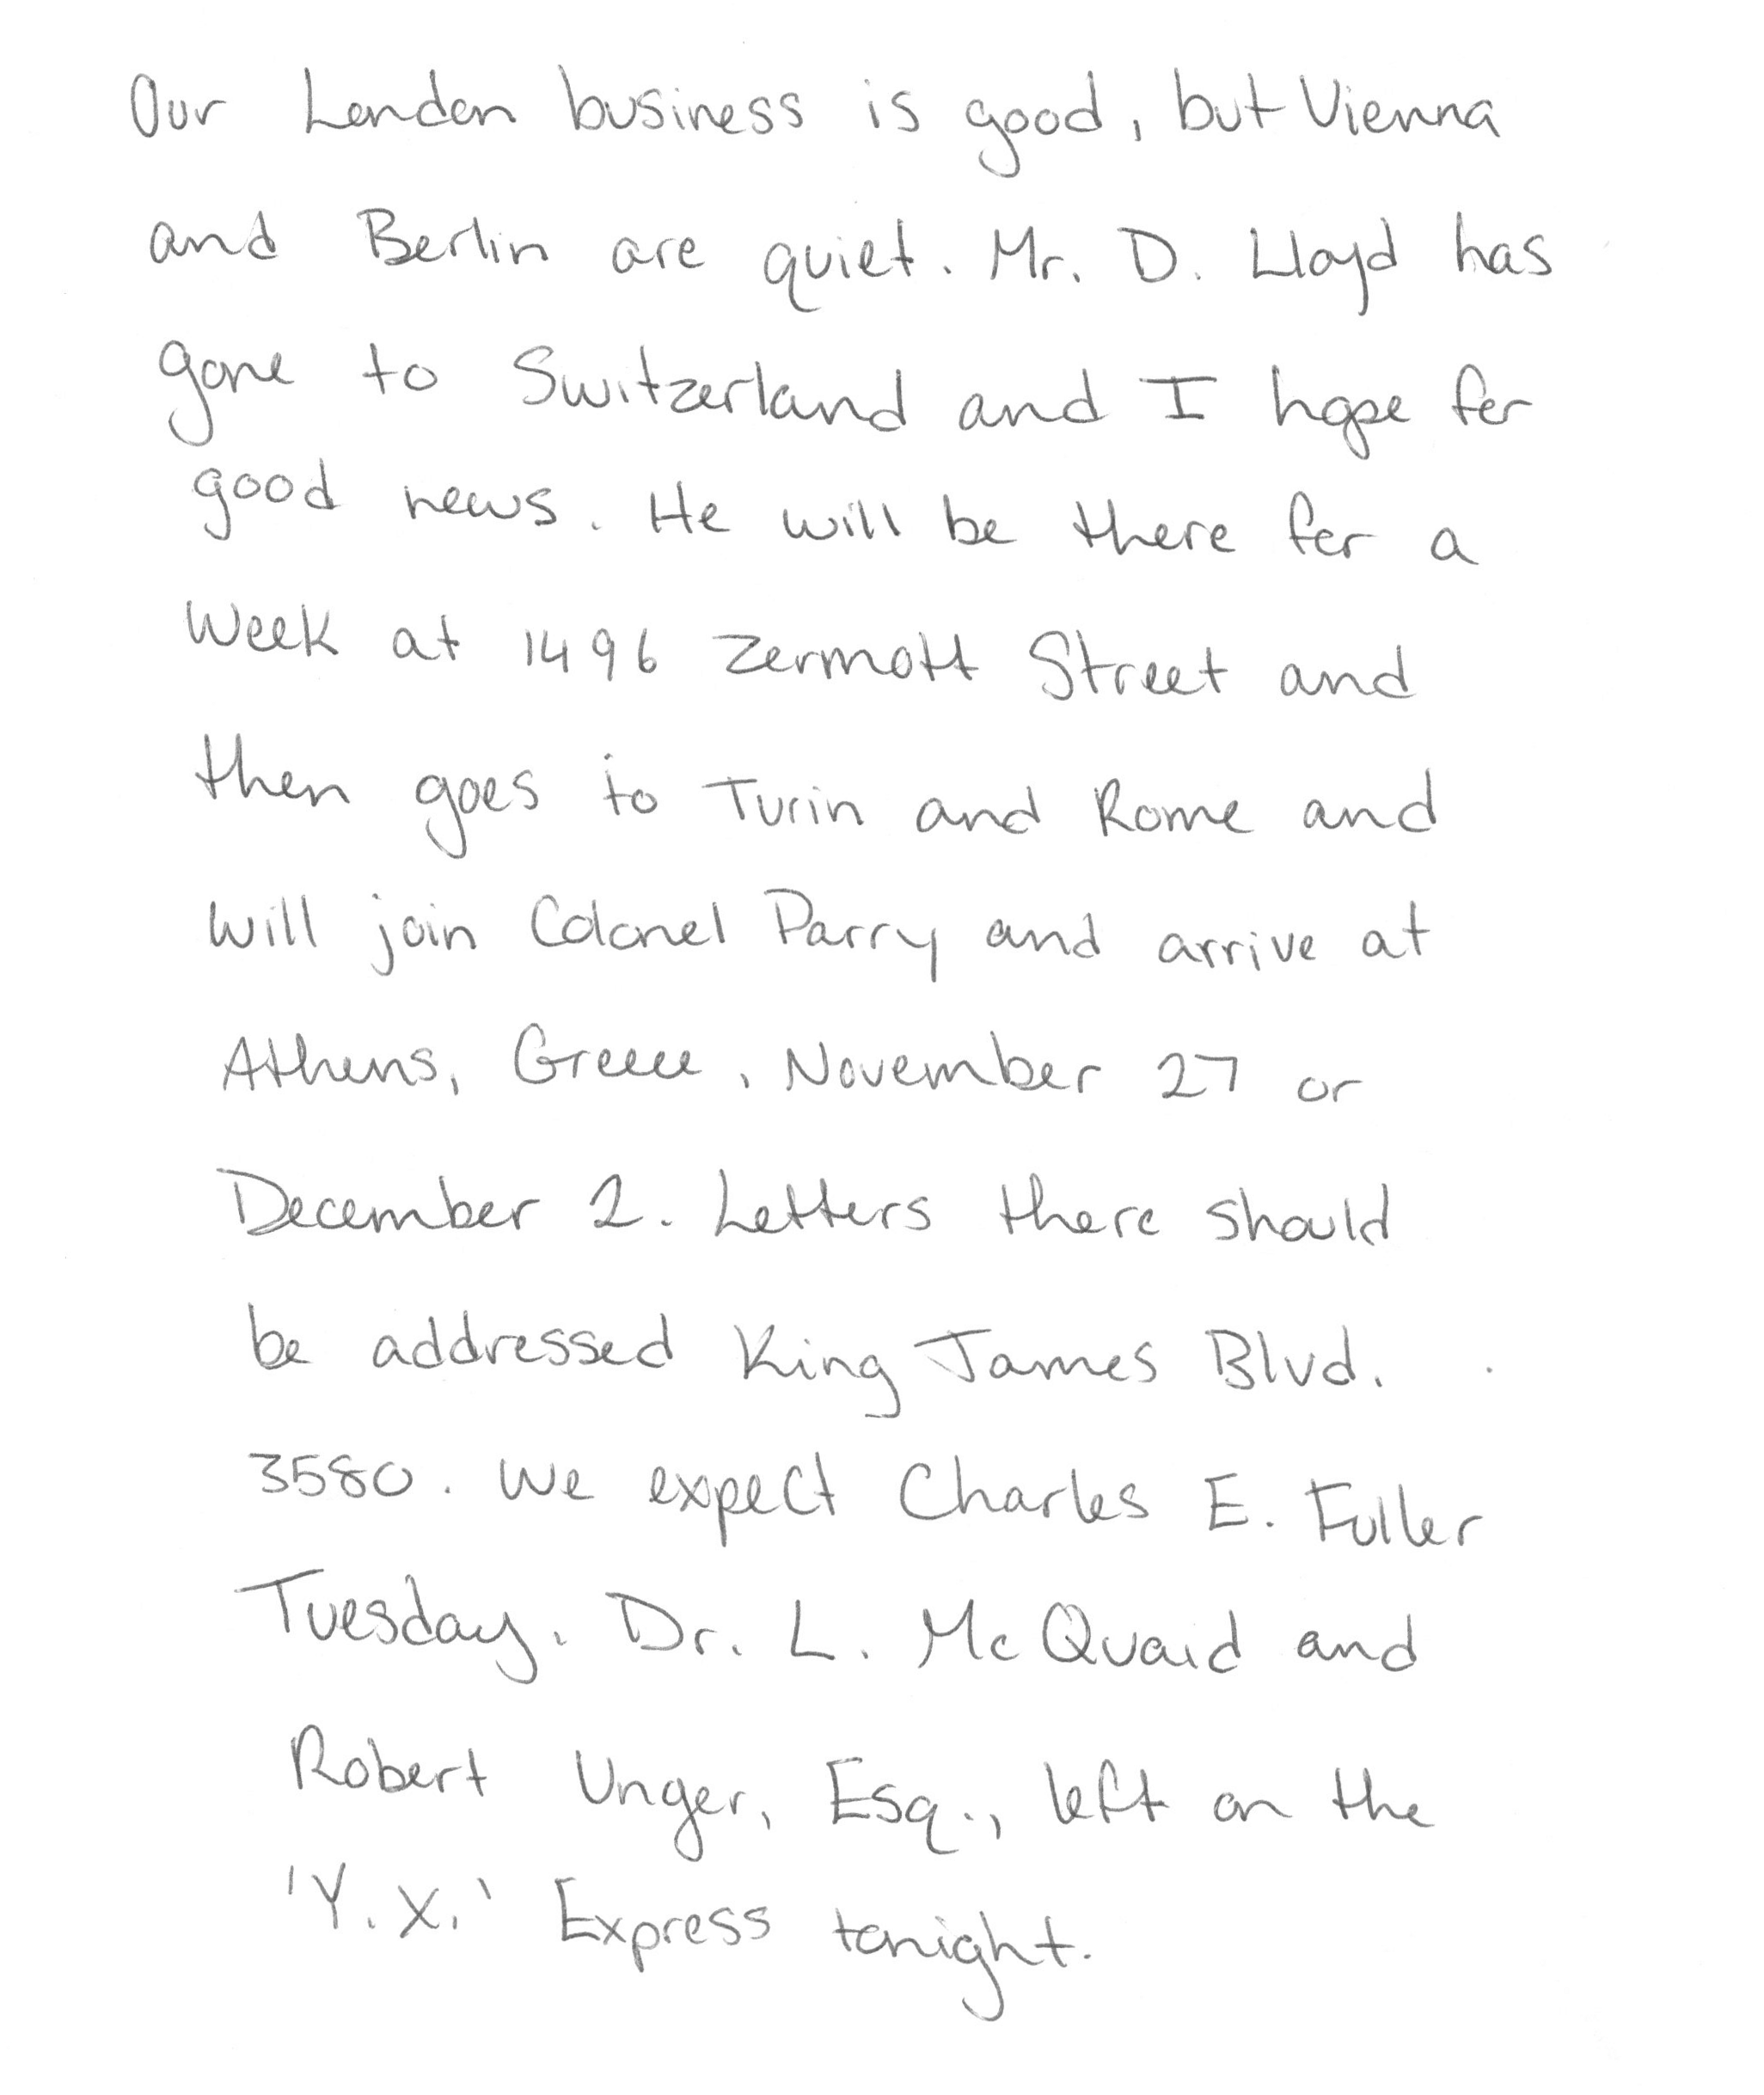 Our London business is good, but Vienna
and Berlin are quiet. Mr. D. Lloyd has
gone to Switzerland and I hope for
good news. He will be there for a
week at 1496 Zermott Street and
then goes to Turin and Rome and
will join Colonel Parry and arrive at
Athens, Greece, November 27 or
December 2. Letters there should
be addressed King James Blvd.
3580. We expect Charles E. Fuller
Tuesday. Dr. L. McQuaid and
Robert Unger, Esq., left on the
'Y.X.' Express tonight.